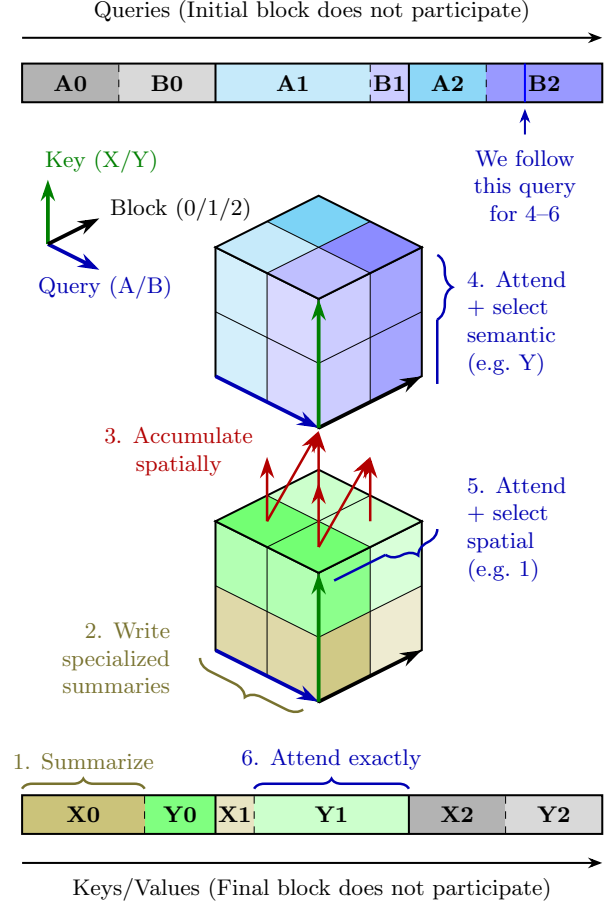 Queries (Initial block does not participate)
A0 B0 A1 B1 A2 B2
We follow
this query
for 4–6
Key (X/Y)
Block (0/1/2)
Query (A/B)
4. Attend
+ select
semantic
(e.g. Y)
3. Accumulate
spatially
5. Attend
+ select
spatial
(e.g. 1)
2. Write
specialized
summaries
1. Summarize
6. Attend exactly
X0 Y0 X1 Y1 X2 Y2
Keys/Values (Final block does not participate)